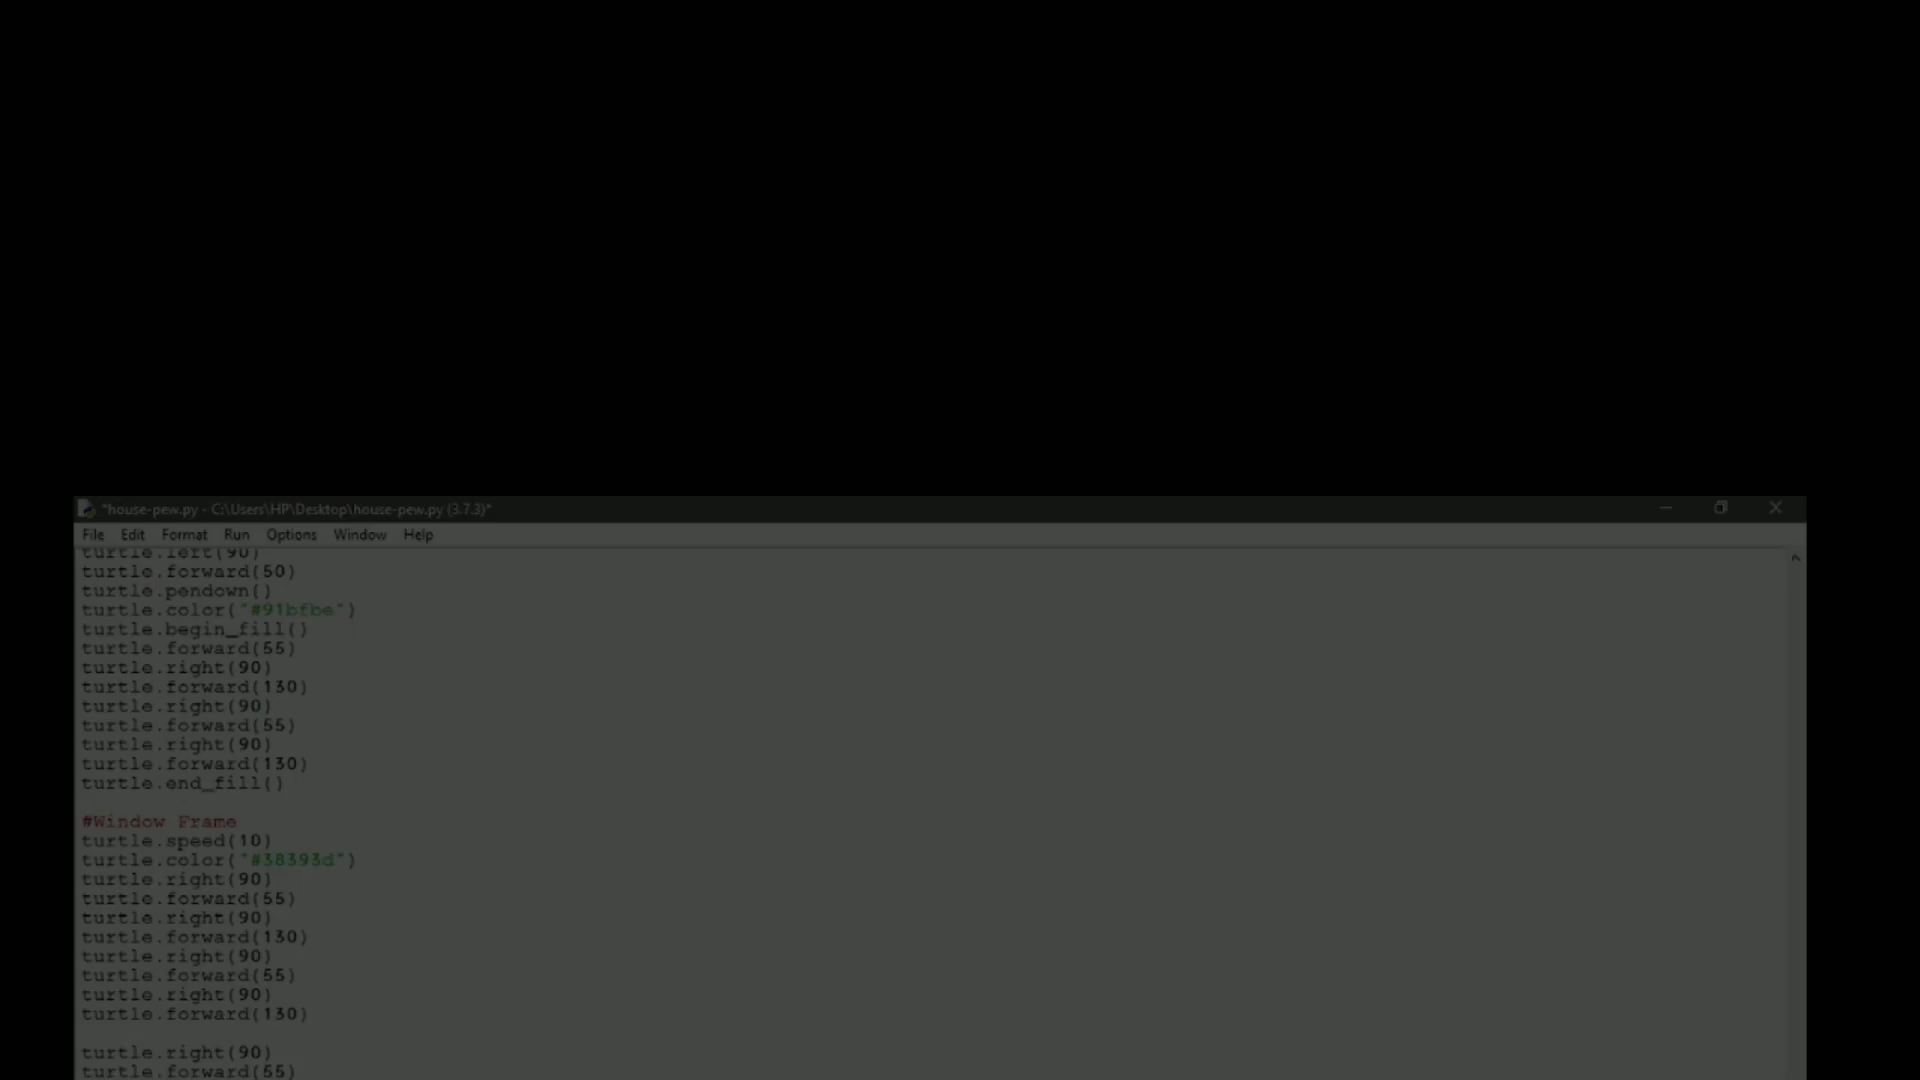 *house-pew.py - C:\Users\HP\Desktop\house-pew.py (3.7.3)*
File Edit Format Run Options Window Help
turtle.left(90)
turtle.forward(50)
turtle.pendown()
turtle.color("#91bfbe")
turtle.begin_fill()
turtle.forward(55)
turtle.right(90)
turtle.forward(130)
turtle.right(90)
turtle.forward(55)
turtle.right(90)
turtle.forward(130)
turtle.end_fill()
#Window Frame
turtle.speed(10)
turtle.color("#38393d")
turtle.right(90)
turtle.forward(55)
turtle.right(90)
turtle.forward(130)
turtle.right(90)
turtle.forward(55)
turtle.right(90)
turtle.forward(130)
turtle.right(90)
turtle.forward(55)